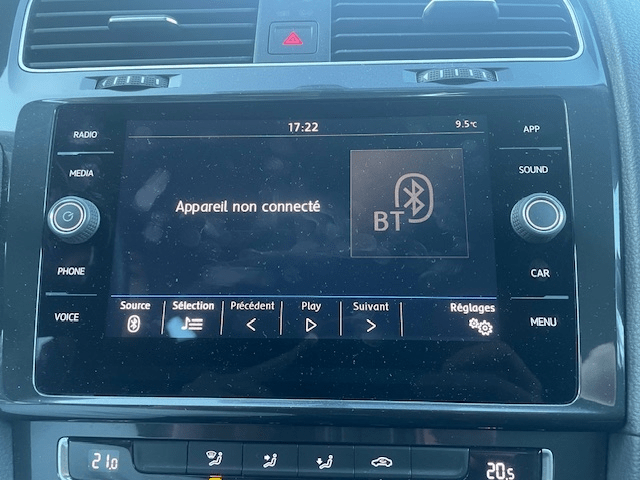 17:22 9.5°C
RADIO
MEDIA
PHONE
VOICE
Appareil non connecté
BT
Source Sélection Précédent Play Suivant Réglages
APP
SOUND
CAR
MENU
21.0 20.5